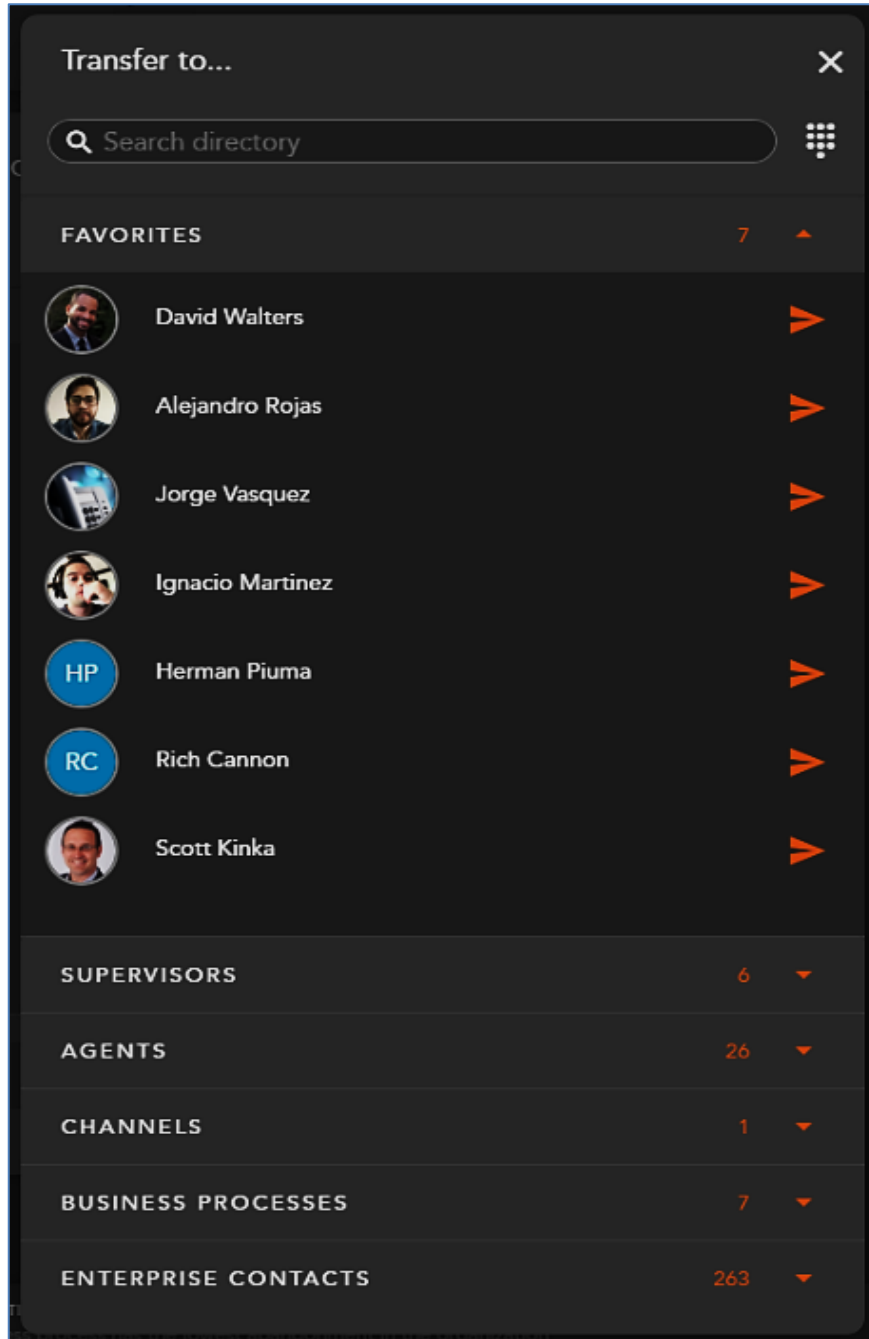 Transfer to...
Search directory
FAVORITES 7
David Walters
Alejandro Rojas
Jorge Vasquez
Ignacio Martinez
HP Herman Piuma
RC Rich Cannon
Scott Kinka
SUPERVISORS 6
AGENTS 26
CHANNELS 1
BUSINESS PROCESSES 7
ENTERPRISE CONTACTS 263